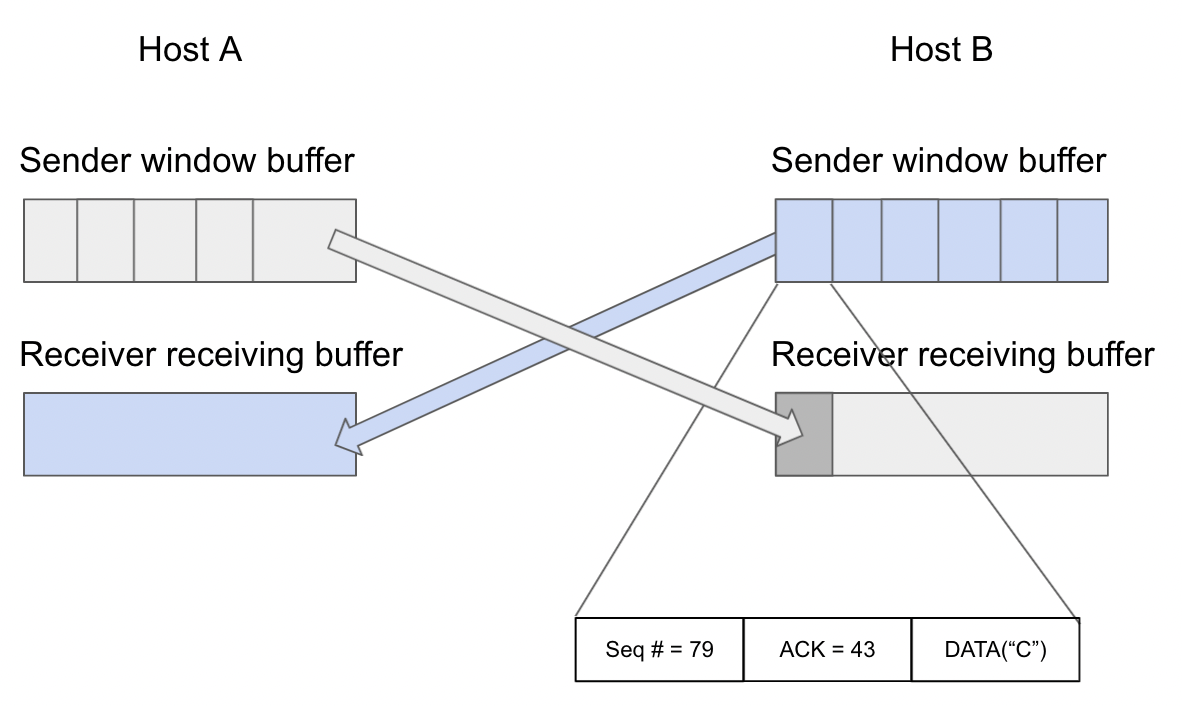 Host A
Host B
Sender window buffer
Sender window buffer
Receiver receiving buffer
Receiver receiving buffer
Seq # = 79
ACK = 43
DATA(“C”)